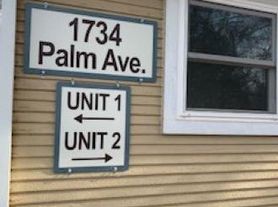 1734
Palm Ave.
UNIT 1
←
UNIT 2
→